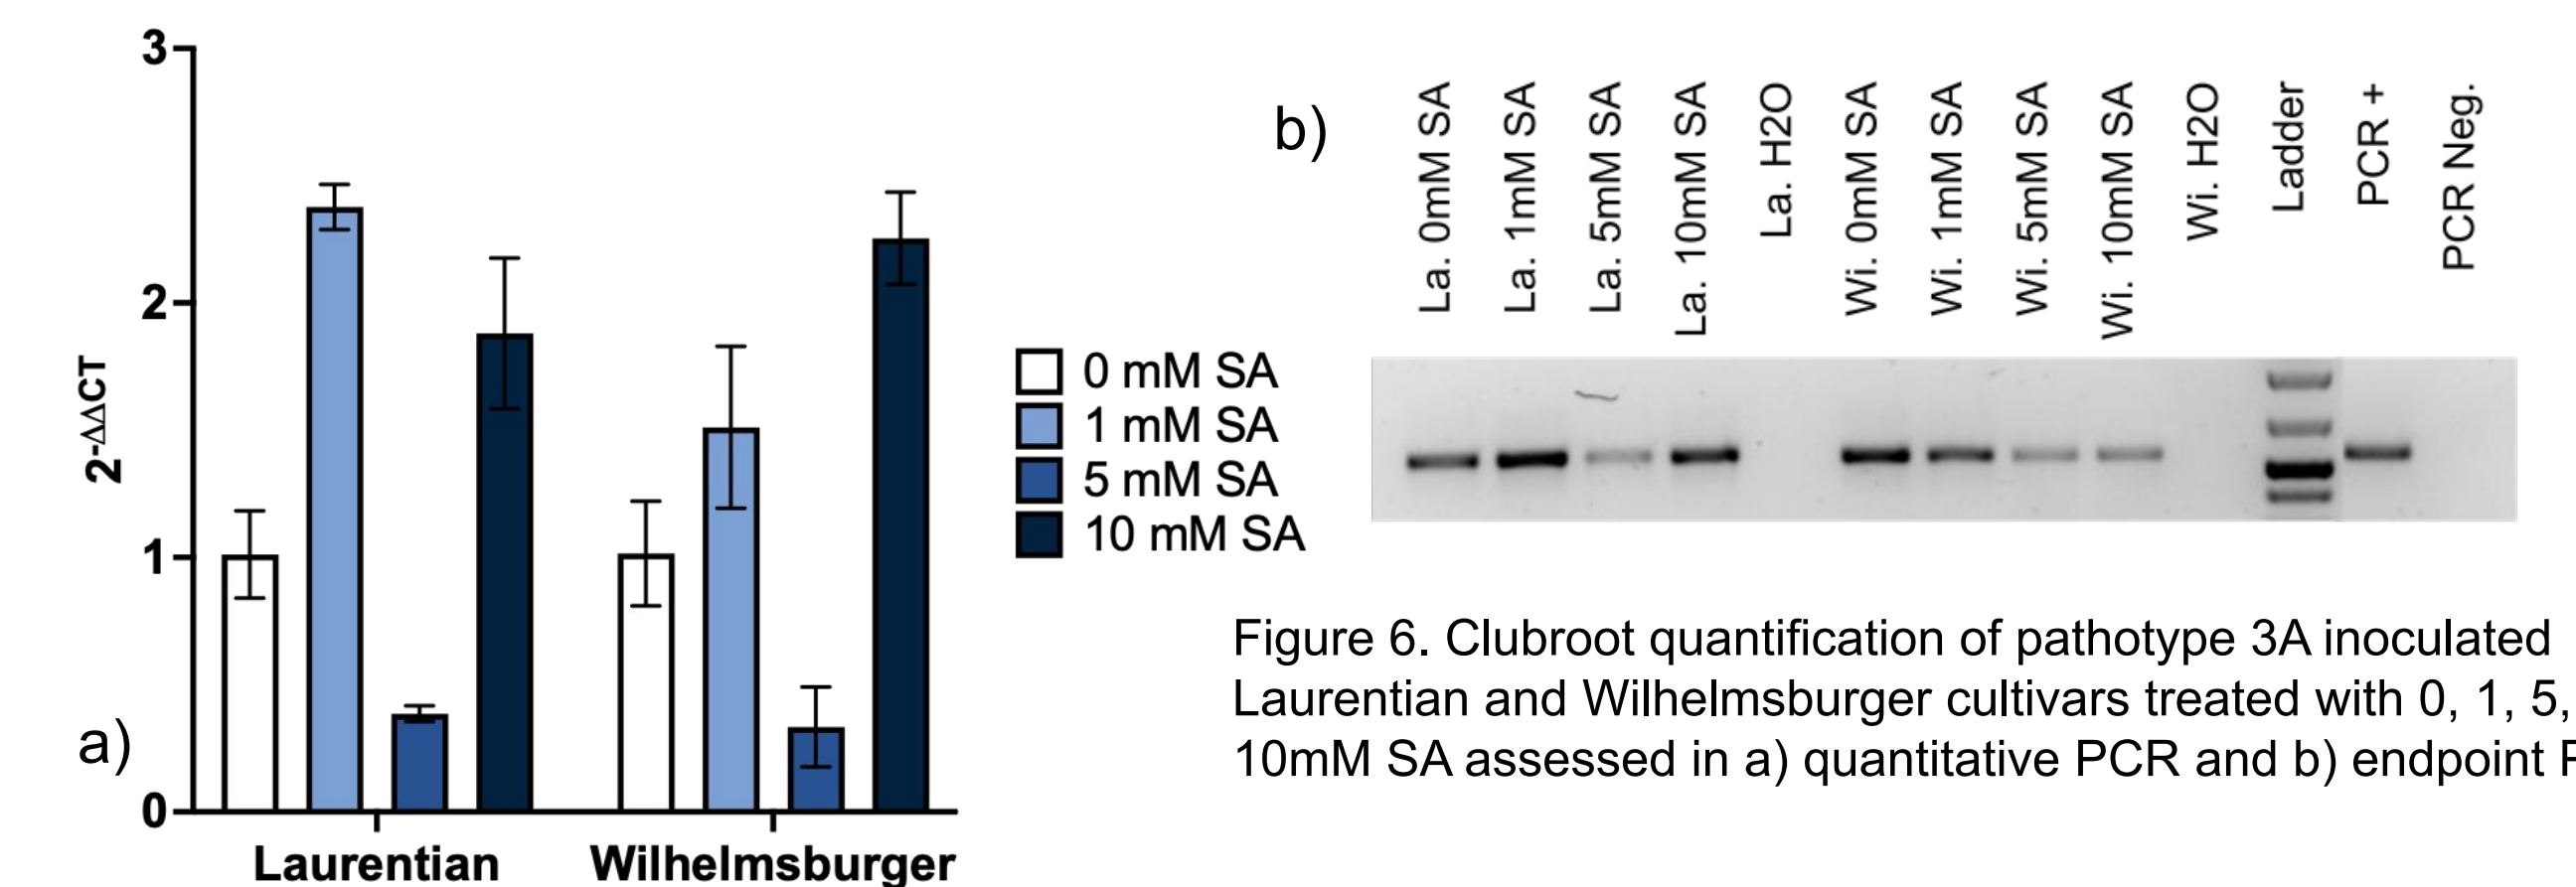 3
2
1
0
2-ΔΔCT
a)
Laurentian
Wilhelmsburger
0 mM SA
1 mM SA
5 mM SA
10 mM SA
b)
La. 0mM SA
La. 1mM SA
La. 5mM SA
La. 10mM SA
La. H2O
Wi. 0mM SA
Wi. 1mM SA
Wi. 5mM SA
Wi. 10mM SA
Wi. H2O
Ladder
PCR +
PCR Neg.
Figure 6. Clubroot quantification of pathotype 3A inoculated
Laurentian and Wilhelmsburger cultivars treated with 0, 1, 5,
10mM SA assessed in a) quantitative PCR and b) endpoint